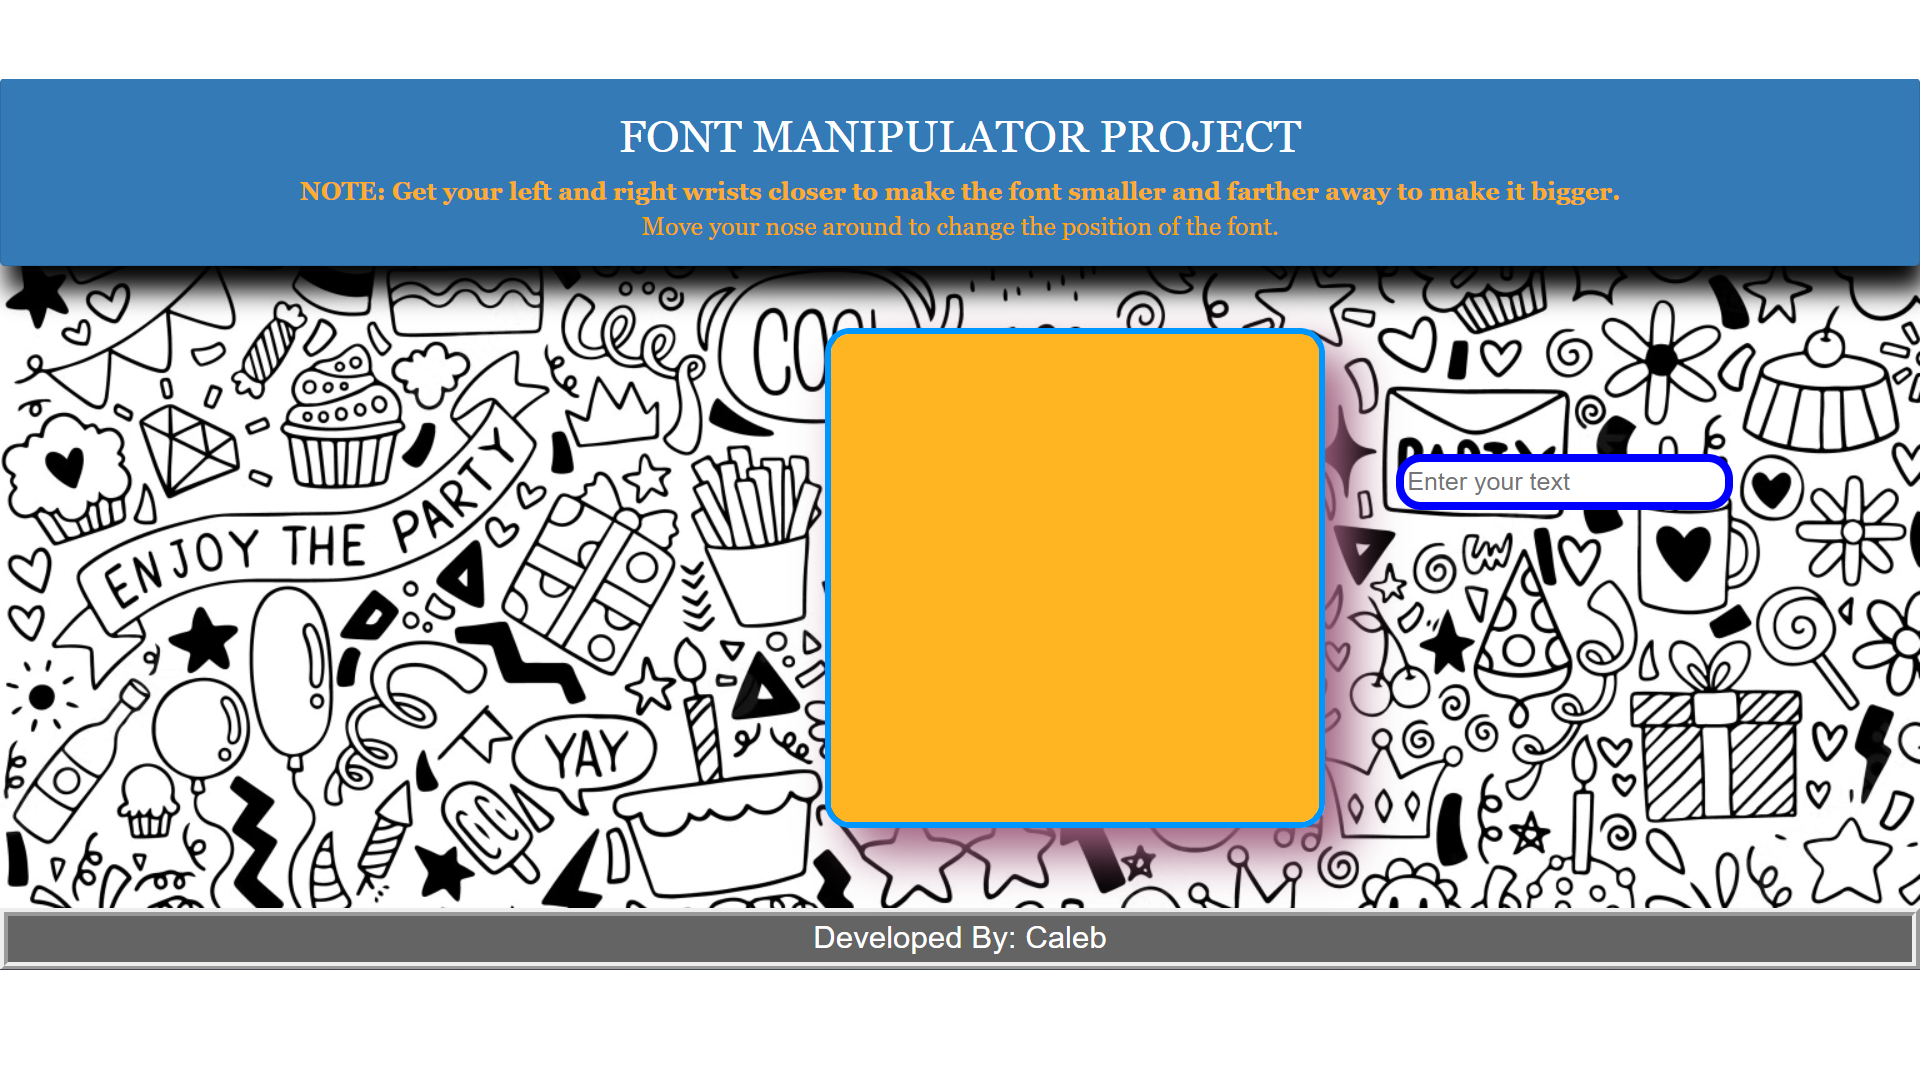 FONT MANIPULATOR PROJECT
NOTE: Get your left and right wrists closer to make the font smaller and farther away to make it bigger.
Move your nose around to change the position of the font.
ENJOY THE PARTY
Enter your text
YAY
Developed By: Caleb